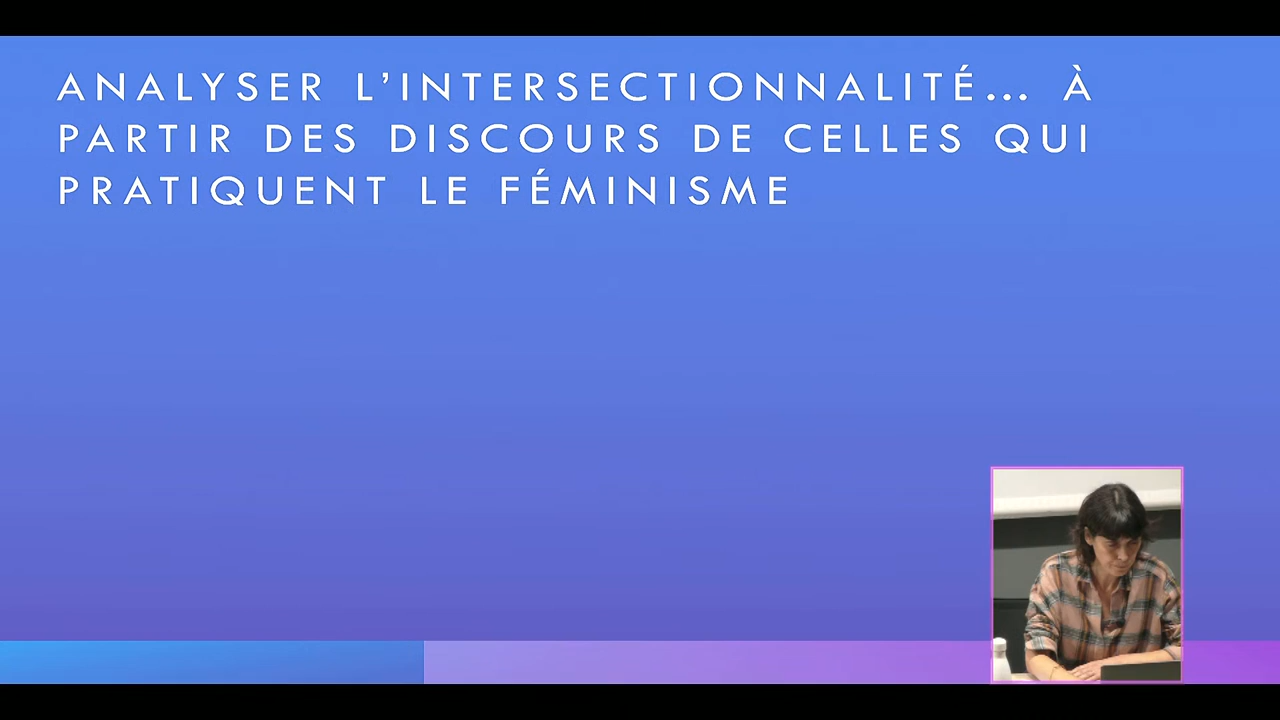 ANALYSER L’INTERSECTIONNALITÉ... À
PARTIR DES DISCOURS DE CELLES QUI
PRATIQUENT LE FÉMINISME